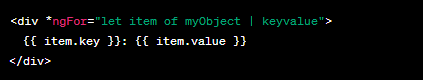 <div *ngFor="let item of myObject | keyvalue">
  {{ item.key }}: {{ item.value }}
</div>